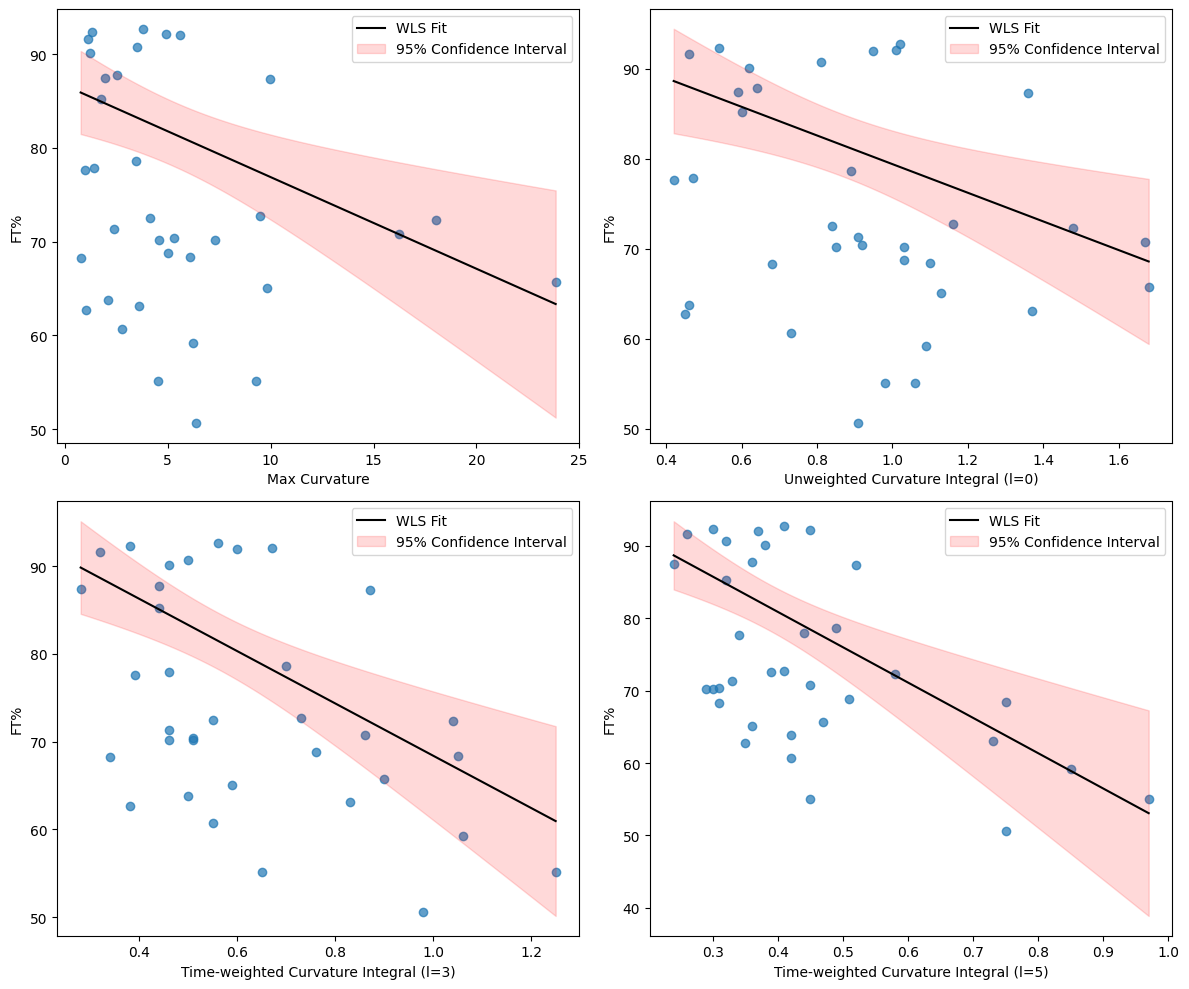 WLS Fit
95% Confidence Interval
FT%
90
80
70
60
50
0 5 10 15 20 25
Max Curvature
WLS Fit
95% Confidence Interval
FT%
90
80
70
60
50
0.4 0.6 0.8 1.0 1.2 1.4 1.6
Unweighted Curvature Integral (l=0)
WLS Fit
95% Confidence Interval
FT%
90
80
70
60
50
0.4 0.6 0.8 1.0 1.2
Time-weighted Curvature Integral (l=3)
WLS Fit
95% Confidence Interval
FT%
90
80
70
60
50
40
0.3 0.4 0.5 0.6 0.7 0.8 0.9 1.0
Time-weighted Curvature Integral (l=5)